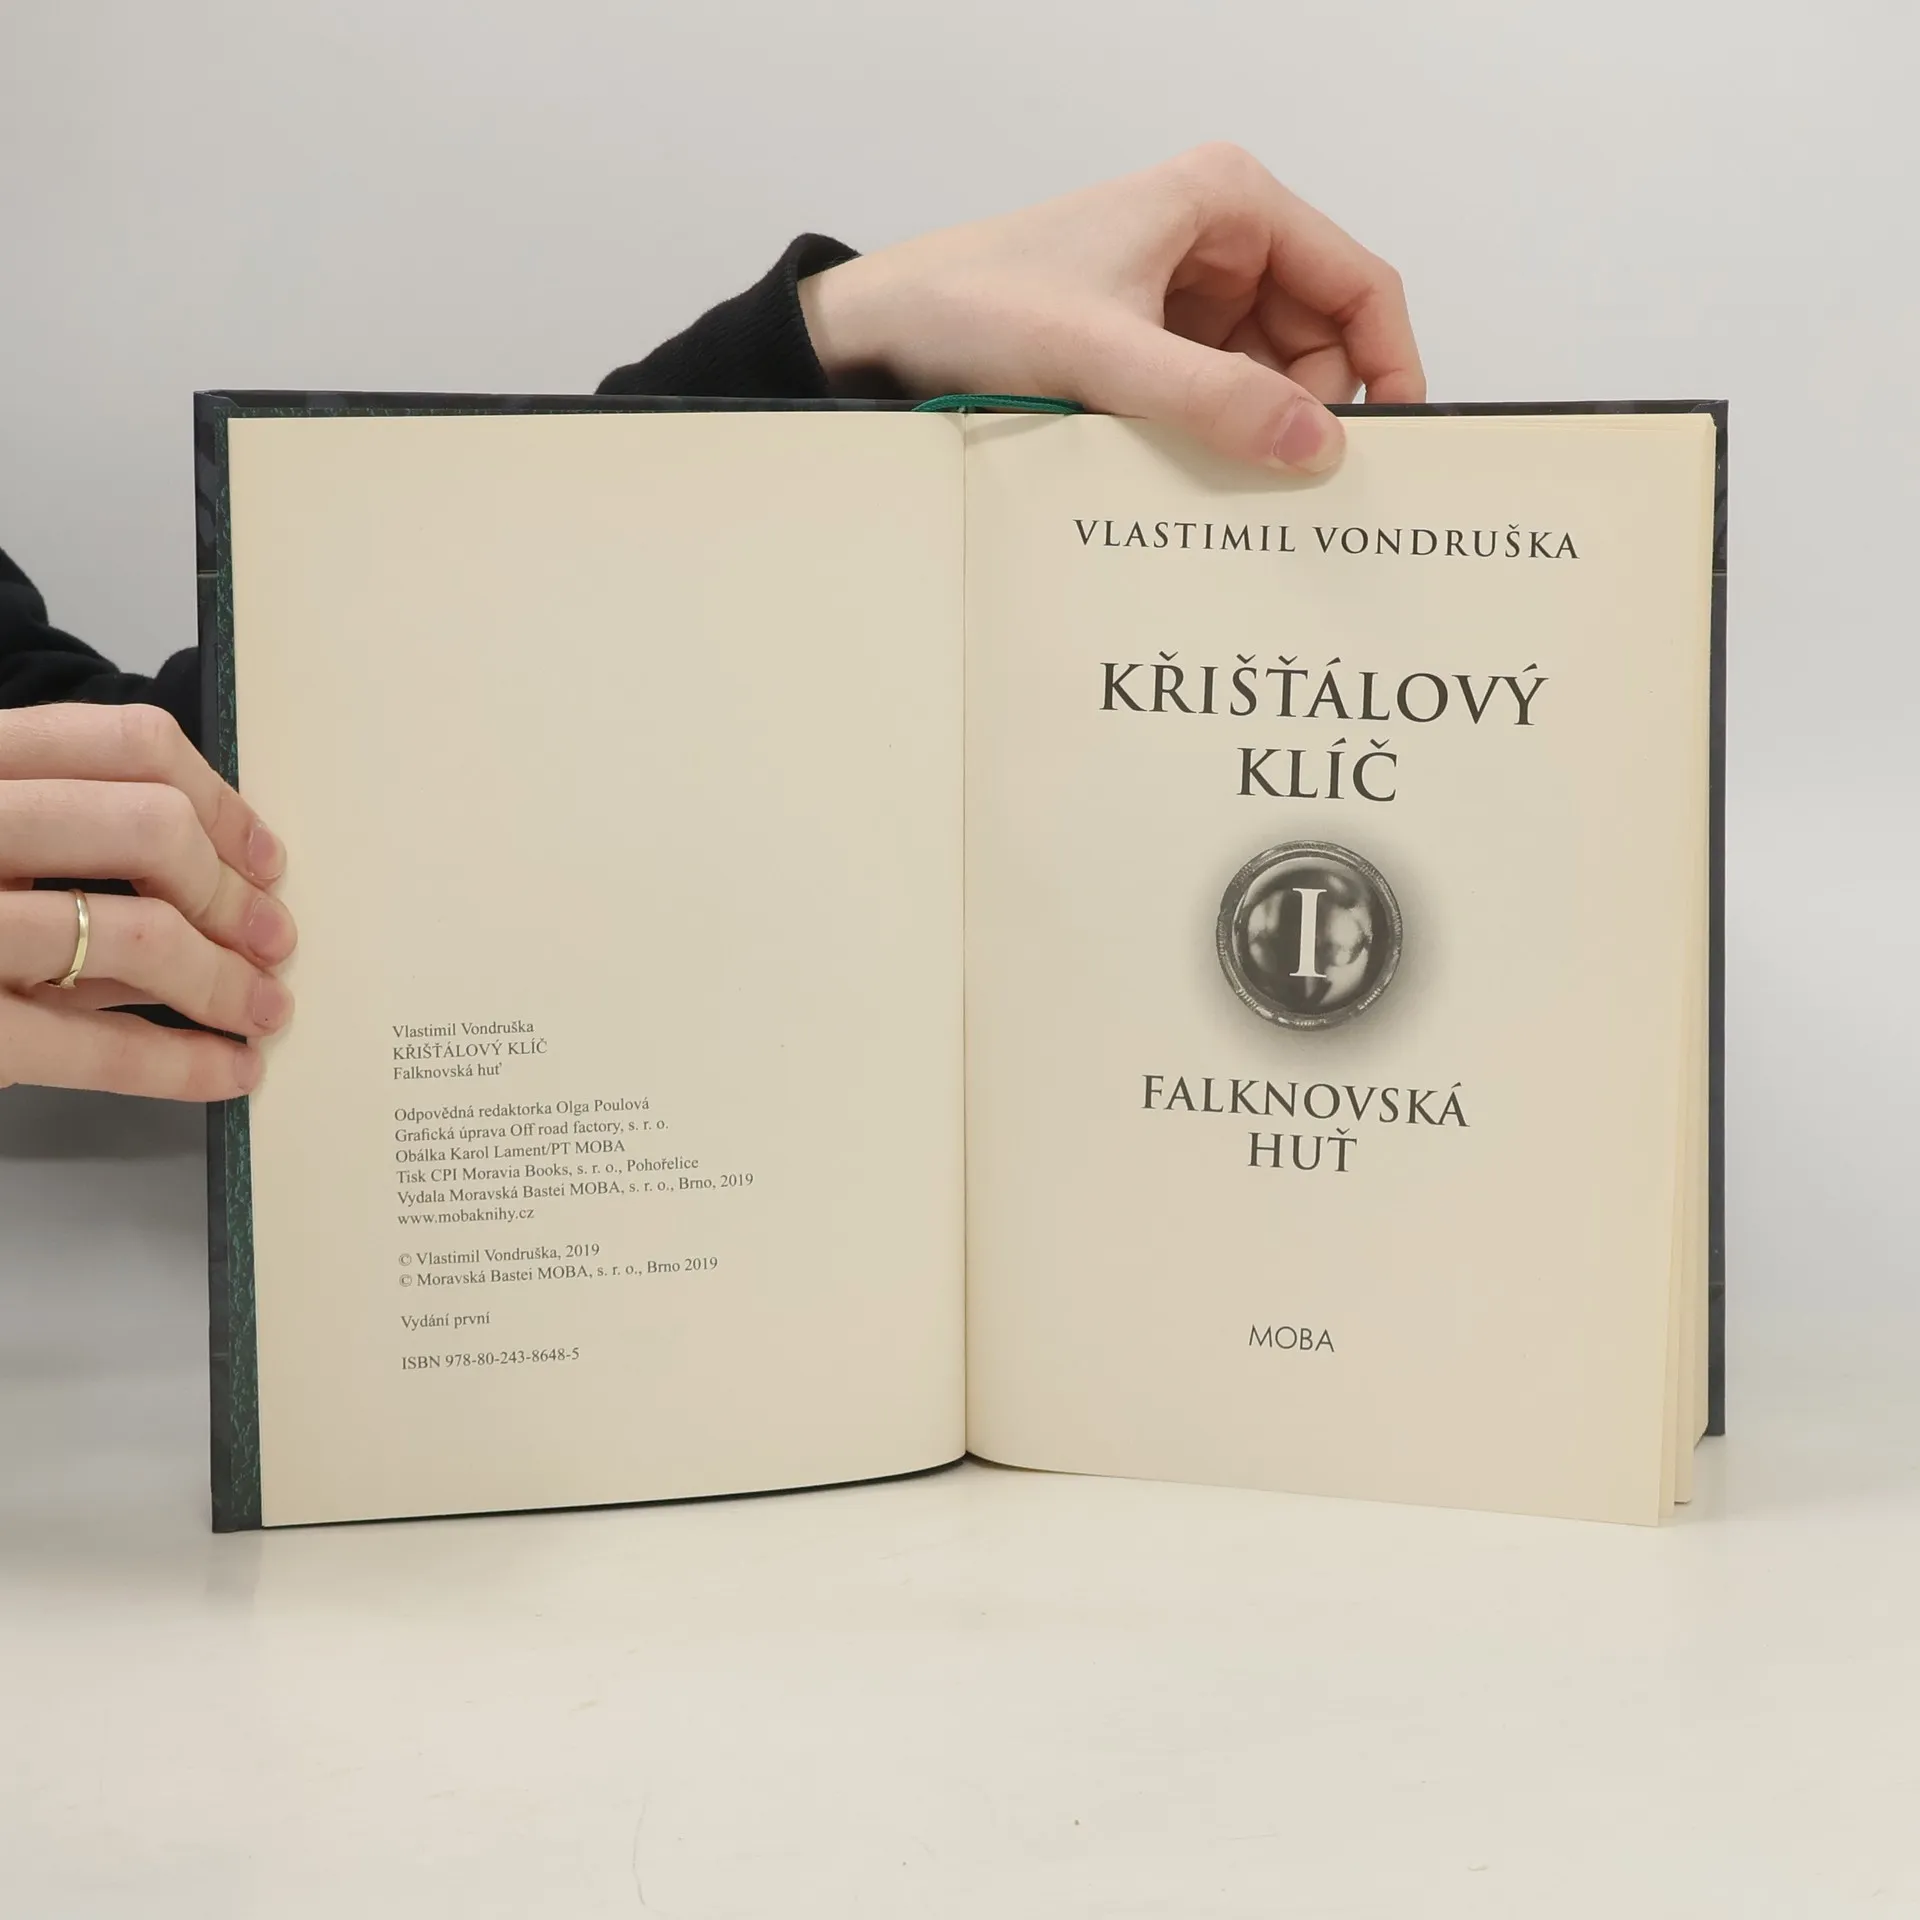 Vlastimil Vondruška
KŘIŠŤÁLOVÝ KLÍČ
Falknovská huť
Odpovědná redaktorka Olga Poulová
Grafická úprava Off road factory, s. r. o.
Obálka Karol Lament/PT MOBA
Tisk CPI Moravia Books, s. r. o., Pohořelice
Vydala Moravská Bastei MOBA, s. r. o., Brno, 2019
www.mobaknihy.cz
© Vlastimil Vondruška, 2019
© Moravská Bastei MOBA, s. r. o., Brno 2019
Vydání první
ISBN 978-80-243-8648-5
VLASTIMIL VONDRUŠKA
KŘIŠŤÁLOVÝ
KLÍČ
I
FALKNOVSKÁ
HUŤ
MOBA